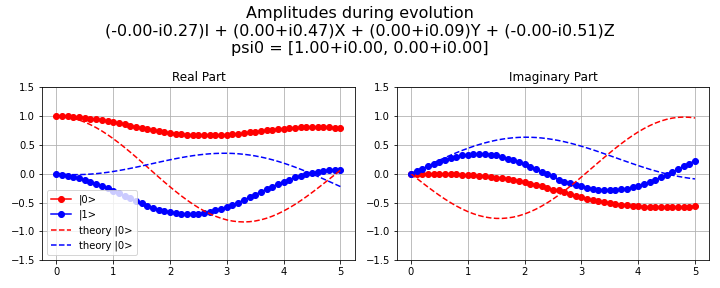 Amplitudes during evolution
(-0.00-i0.27)I + (0.00+i0.47)X + (0.00+i0.09)Y + (-0.00-i0.51)Z
psi0 = [1.00+i0.00, 0.00+i0.00]
Real Part
1.5
1.0
0.5
0.0
−0.5
−1.0
−1.5
|0>
|1>
theory |0>
theory |0>
0 1 2 3 4 5
Imaginary Part
1.5
1.0
0.5
0.0
−0.5
−1.0
−1.5
0 1 2 3 4 5